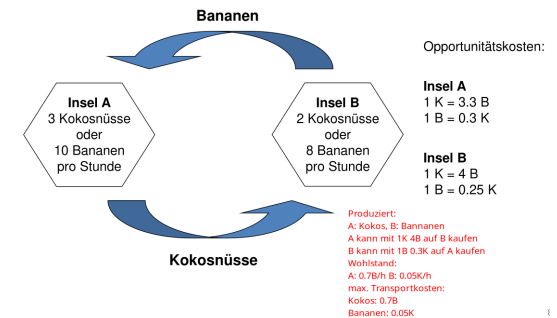 Bananen
Opportunitätskosten:
Insel A
3 Kokosnüsse
oder
10 Bananen
pro Stunde
Insel B
2 Kokosnüsse
oder
8 Bananen
pro Stunde
Insel A
1 K = 3.3 B
1 B = 0.3 K
Insel B
1 K = 4 B
1 B = 0.25 K
Kokosnüsse
Produziert:
A: Kokos, B: Bannanen
A kann mit 1K 4B auf B kaufen
B kann mit 1B 0.3K auf A kaufen
Wohlstand:
A: 0.7B/h B: 0.05K/h
max. Transportkosten:
Kokos: 0.7B
Bananen: 0.05K